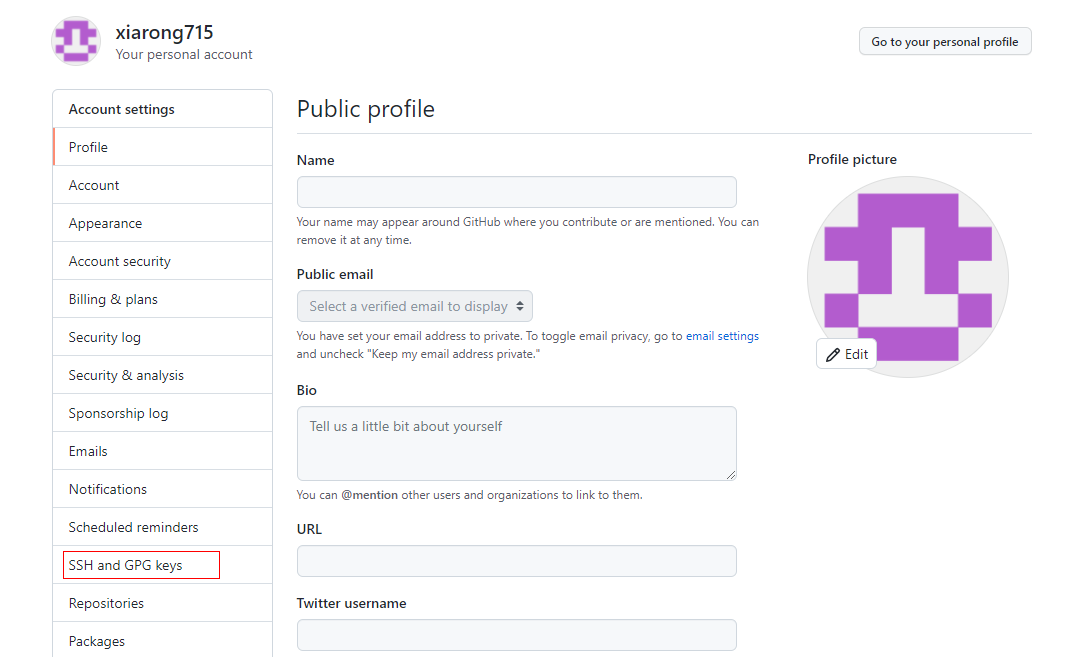 xiarong715
Your personal account
Go to your personal profile
Account settings
Profile
Account
Appearance
Account security
Billing & plans
Security log
Security & analysis
Sponsorship log
Emails
Notifications
Scheduled reminders
SSH and GPG keys
Repositories
Packages
Public profile
Name
Your name may appear around GitHub where you contribute or are mentioned. You can
remove it at any time.
Public email
Select a verified email to display
You have set your email address to private. To toggle email privacy, go to email settings
and uncheck "Keep my email address private."
Bio
Tell us a little bit about yourself
You can @mention other users and organizations to link to them.
URL
Twitter username
Profile picture
Edit